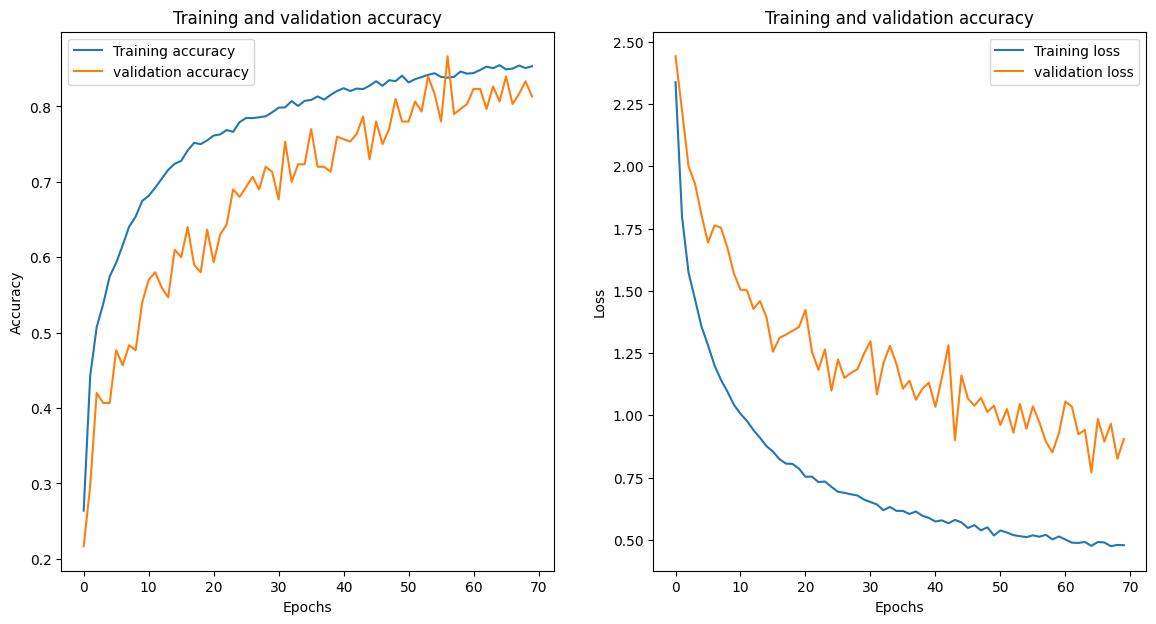 Training and validation accuracy
Training accuracy
validation accuracy
0.8
0.7
0.6
0.5
0.4
0.3
0.2
Accuracy
0 10 20 30 40 50 60 70
Epochs
Training and validation accuracy
Training loss
validation loss
2.50
2.25
2.00
1.75
1.50
1.25
1.00
0.75
0.50
Loss
0 10 20 30 40 50 60 70
Epochs